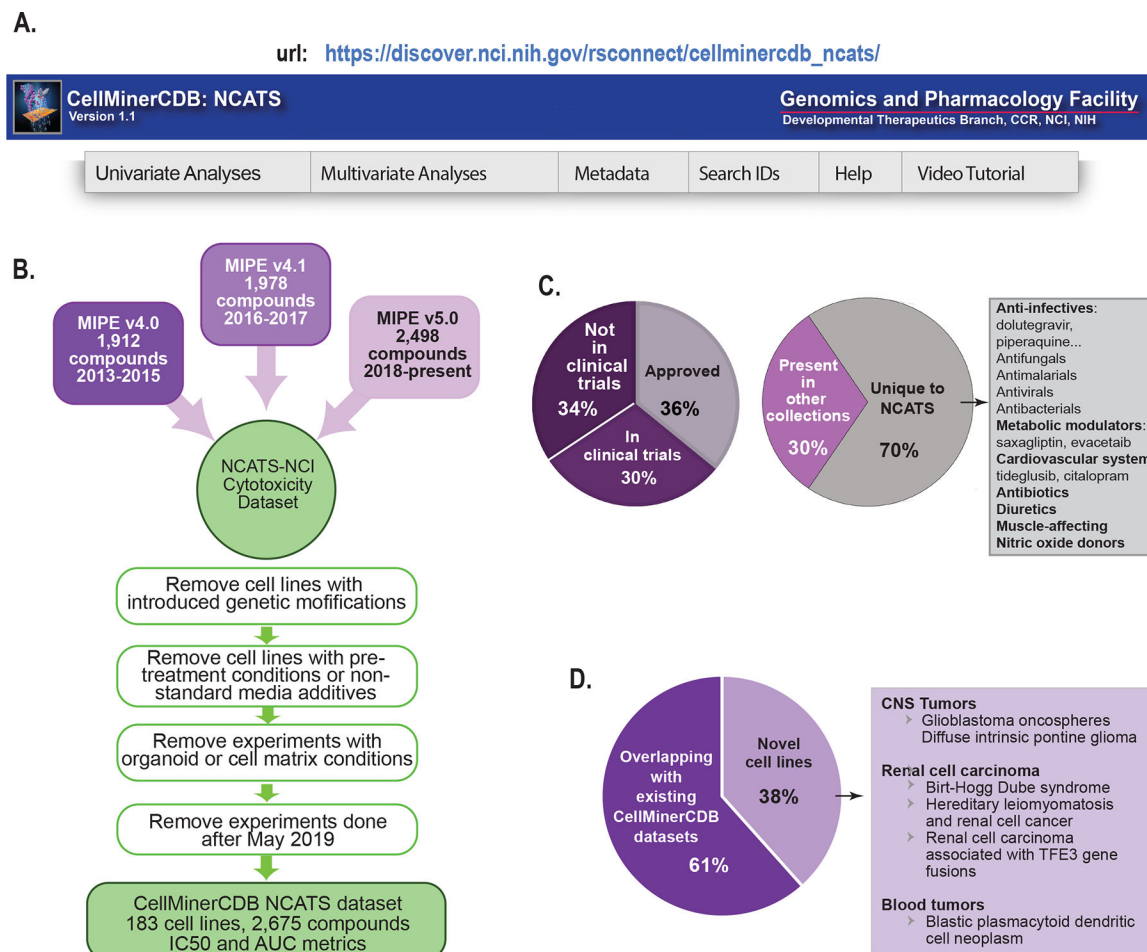 A.
url: https://discover.nci.nih.gov/rsconnect/cellminercdb_ncats/
CellMinerCDB: NCATS
Version 1.1
Genomics and Pharmacology Facility
Developmental Therapeutics Branch, CCR, NCI, NIH
Univariate Analyses
Multivariate Analyses
Metadata
Search IDs
Help
Video Tutorial
B.
MIPE v4.0
1,912
compounds
2013-2015
MIPE v4.1
1,978
compounds
2016-2017
MIPE v5.0
2,498
compounds
2018-present
NCATS-NCI
Cytotoxicity
Dataset
Remove cell lines with
introduced genetic mofifications
Remove cell lines with pre-
treatment conditions or non-
standard media additives
Remove experiments with
organoid or cell matrix conditions
Remove experiments done
after May 2019
CellMinerCDB NCATS dataset
183 cell lines, 2,675 compounds
IC50 and AUC metrics
C.
Not
in
clinical
trials
34%
Approved
36%
In
clinical trials
30%
Present
in
other
collections
30%
Unique to
NCATS
70%
Anti-infectives:
dolutegravir,
piperaquine...
Antifungals
Antimalarials
Antivirals
Antibacterials
Metabolic modulators:
saxagliptin, evacetaib
Cardiovascular system
tideglusib, citalopram
Antibiotics
Diuretics
Muscle-affecting
Nitric oxide donors
D.
Overlapping
with
existing
CellMinerCDB
datasets
61%
Novel
cell lines
38%
CNS Tumors
Glioblastoma oncospheres
Diffuse intrinsic pontine glioma
Renal cell carcinoma
Birt-Hogg Dube syndrome
Hereditary leiomyomatosis
and renal cell cancer
Renal cell carcinoma
associated with TFE3 gene
fusions
Blood tumors
Blastic plasmacytoid dendritic
cell neoplasm